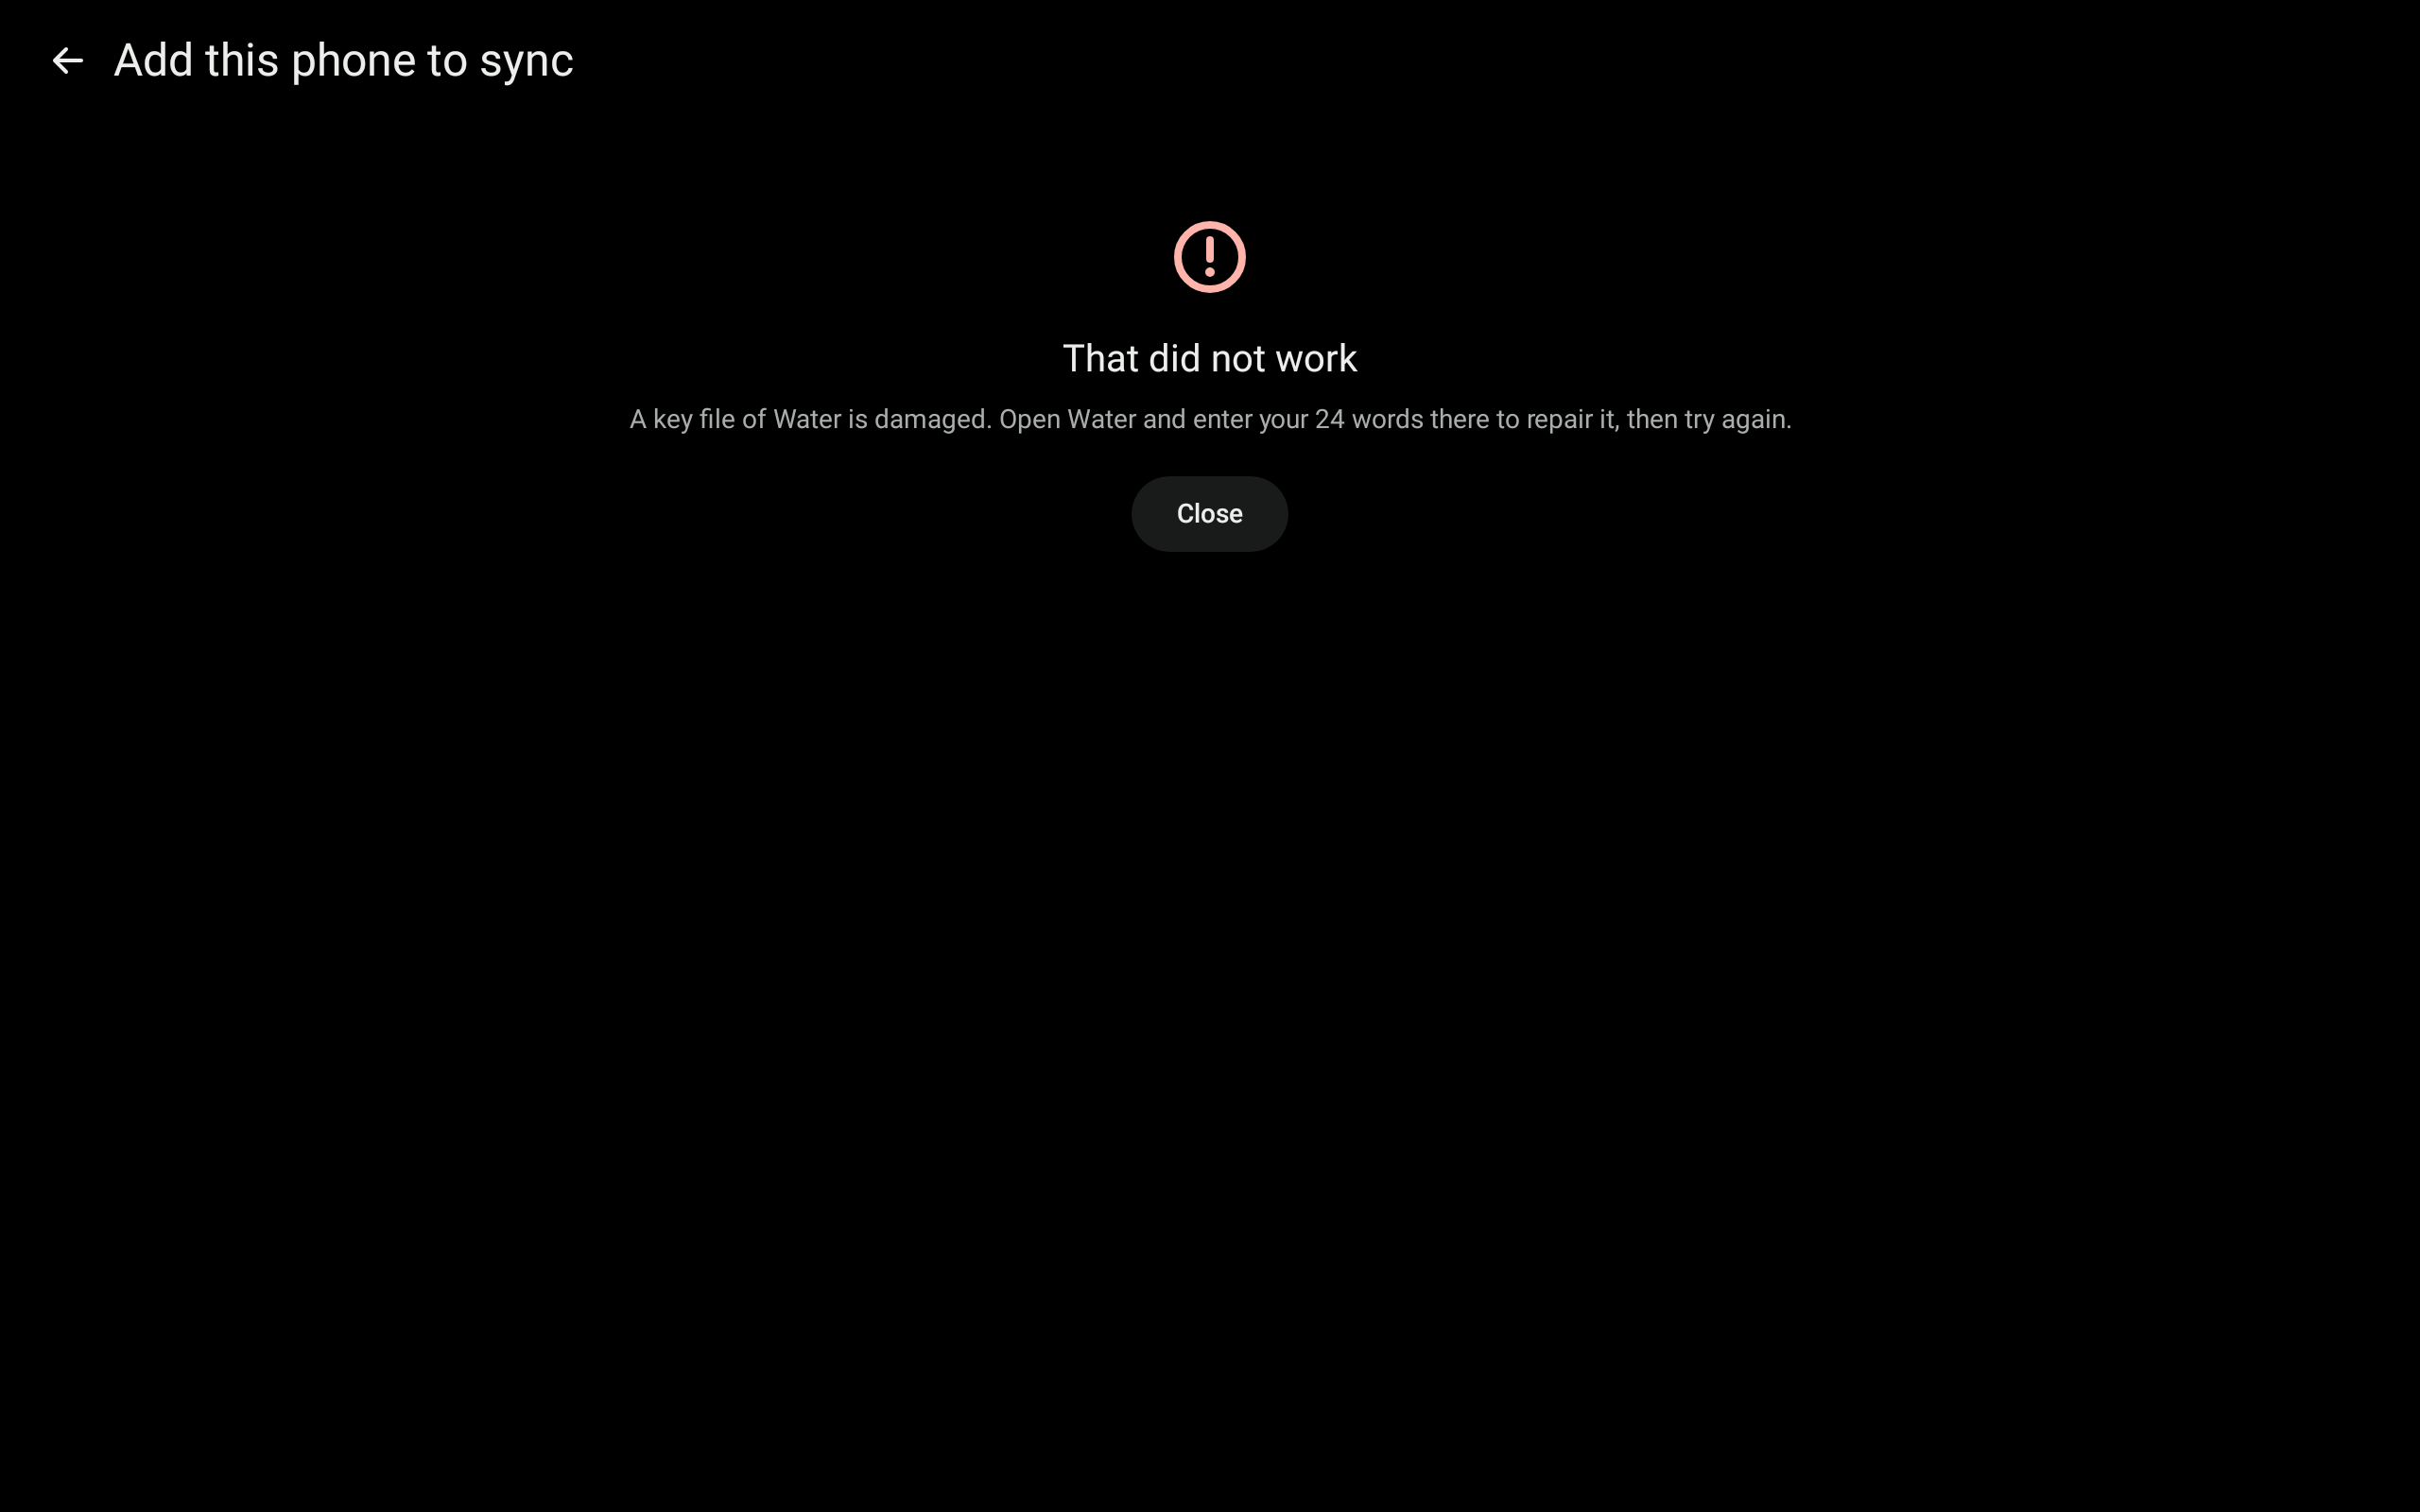 Add this phone to sync
That did not work
A key file of Water is damaged. Open Water and enter your 24 words there to repair it, then try again.
Close